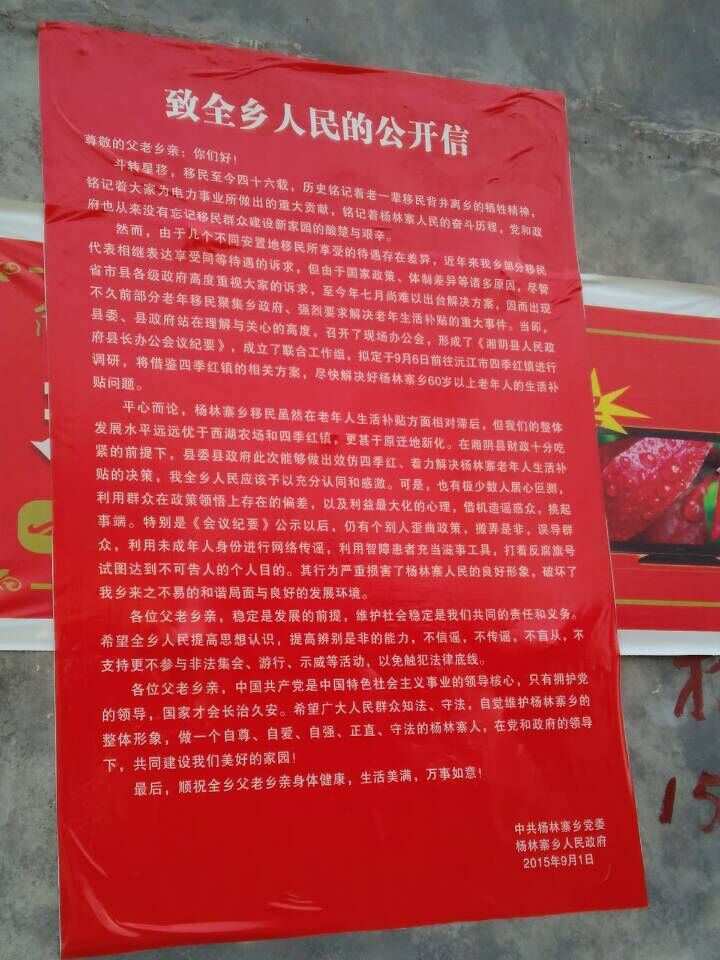 致全乡人民的公开信
尊敬的父老乡亲：你们好！
斗转星移，移民至今四十六载，历史铭记着老一辈移民背井离乡的牺牲精神，
铭记着大家为电力事业所做出的重大贡献，铭记着杨林寨人民的奋斗历程，党和政
府也从来没有忘记移民群众建设新家园的酸楚与艰辛。
然而，由于几个不同安置地移民所享受的待遇存在差异，近年来我乡部分移民
代表相继表达享受同等待遇的诉求，但由于国家政策、体制差异等诸多原因，尽管
省市县各级政府高度重视大家的诉求，至今年七月尚难以出台解决方案，因而出现
不久前部分老年移民聚集乡政府、强烈要求解决老年生活补贴的重大事件。当即，
县委、县政府站在理解与关心的高度，召开了现场办公会，形成了《湘阴县人民政
府县长办公会议纪要》，成立了联合工作组，拟定于9月6日前往沅江市四季红镇进行
调研，将借鉴四季红镇的相关方案，尽快解决好杨林寨乡60岁以上老年人的生活补
贴问题。
平心而论，杨林寨乡移民虽然在老年人生活补贴方面相对滞后，但我们的整体
发展水平远远优于西湖农场和四季红镇，更甚于原迁地新化。在湘阴县财政十分吃
紧的前提下，县委县政府此次能够做出效仿四季红、着力解决杨林寨老年人生活补
贴的决策，我全乡人民应该予以充分认同和感激。可是，也有极少数人居心叵测，
利用群众在政策领悟上存在的偏差，以及利益最大化的心理，借机造谣惑众，挑起
事端。特别是《会议纪要》公示以后，仍有个别人歪曲政策，搬弄是非，误导群
众，利用未成年人身份进行网络传谣，利用智障患者充当滋事工具，打着反腐旗号
试图达到不可告人的个人目的。其行为严重损害了杨林寨人民的良好形象，破坏了
我乡来之不易的和谐局面与良好的发展环境。
各位父老乡亲，稳定是发展的前提，维护社会稳定是我们共同的责任和义务。
希望全乡人民提高思想认识，提高辨别是非的能力，不信谣，不传谣，不盲从，不
支持更不参与非法集会、游行、示威等活动，以免触犯法律底线。
各位父老乡亲，中国共产党是中国特色社会主义事业的领导核心，只有拥护党
的领导，国家才会长治久安。希望广大人民群众知法、守法，自觉维护杨林寨乡的
整体形象，做一个自尊、自爱、自强、正直、守法的杨林寨人，在党和政府的领导
下，共同建设我们美好的家园！
最后，顺祝全乡父老乡亲身体健康，生活美满，万事如意！
中共杨林寨乡党委
杨林寨乡人民政府
2015年9月1日
15